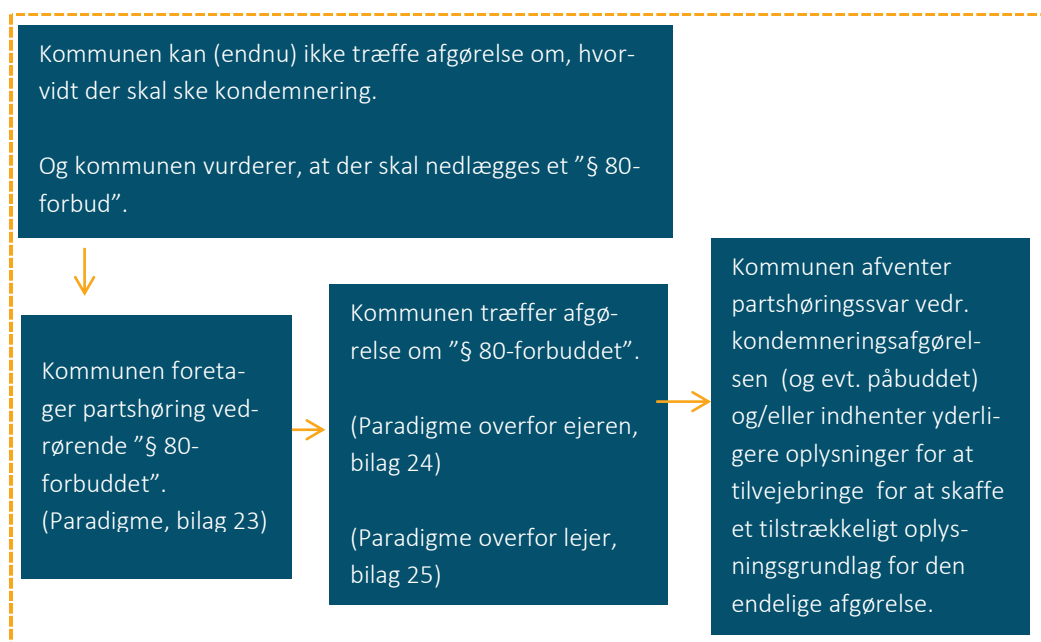 Kommunen kan (endnu) ikke træffe afgørelse om, hvor-
vidt der skal ske kondemnering.
Og kommunen vurderer, at der skal nedlægges et ”§ 80-
forbud”.
Kommunen foreta-
ger partshøring ved-
rørende ”§ 80-
forbuddet”.
(Paradigme, bilag 23)
Kommunen træffer afgø-
relse om ”§ 80-forbuddet”.
(Paradigme overfor ejeren,
bilag 24)
(Paradigme overfor lejer,
bilag 25)
Kommunen afventer
partshøringssvar vedr.
kondemneringsafgørel-
sen (og evt. påbuddet)
og/eller indhenter yderli-
gere oplysninger for at
tilvejebringe for at skaffe
et tilstrækkeligt oplys-
ningsgrundlag for den
endelige afgørelse.